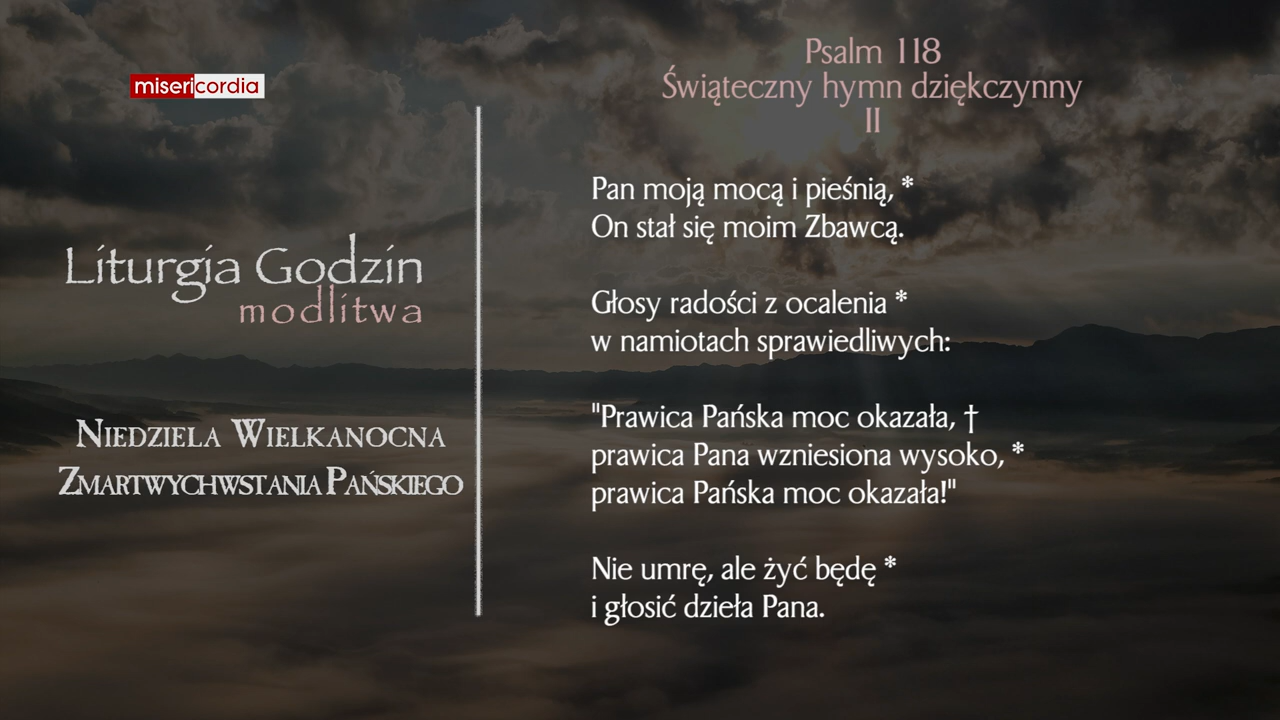 misericordia
Liturgia Godzin
modlitwa
Niedziela Wielkanocna
Zmartwychwstania Pańskiego
Psalm 118
Świąteczny hymn dziękczynny
II
Pan moją mocą i pieśnią, *
On stał się moim Zbawcą.
Głosy radości z ocalenia *
w namiotach sprawiedliwych:
"Prawica Pańska moc okazała, †
prawica Pana wzniesiona wysoko, *
prawica Pańska moc okazała!"
Nie umrę, ale żyć będę *
i głosić dzieła Pana.